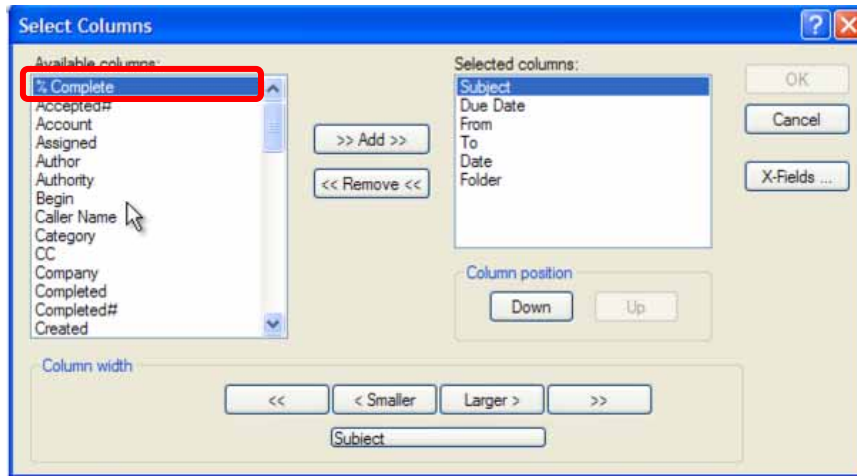 Select Columns
Available columns:
% Complete
Accepted#
Account
Assigned
Author
Authority
Begin
Caller Name
Category
CC
Company
Completed
Completed#
Created
>> Add >>
<< Remove <<
Selected columns:
Subject
Due Date
From
To
Date
Folder
OK
Cancel
X-Fields ...
Column position
Down
Up
Column width
<<
< Smaller
Larger >
>>
Subject